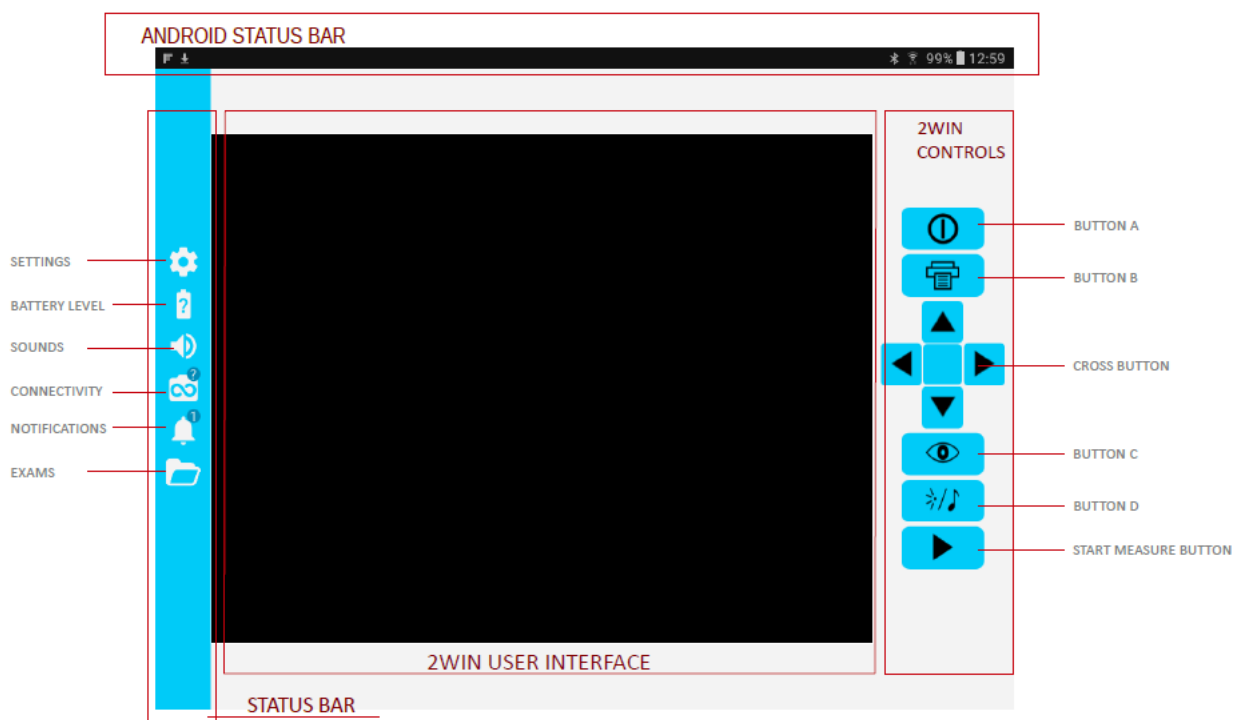 ANDROID STATUS BAR
99% 12:59
2WIN
CONTROLS
SETTINGS
BATTERY LEVEL
?
SOUNDS
CONNECTIVITY
?
NOTIFICATIONS
1
EXAMS
BUTTON A
BUTTON B
CROSS BUTTON
BUTTON C
BUTTON D
START MEASURE BUTTON
2WIN USER INTERFACE
STATUS BAR